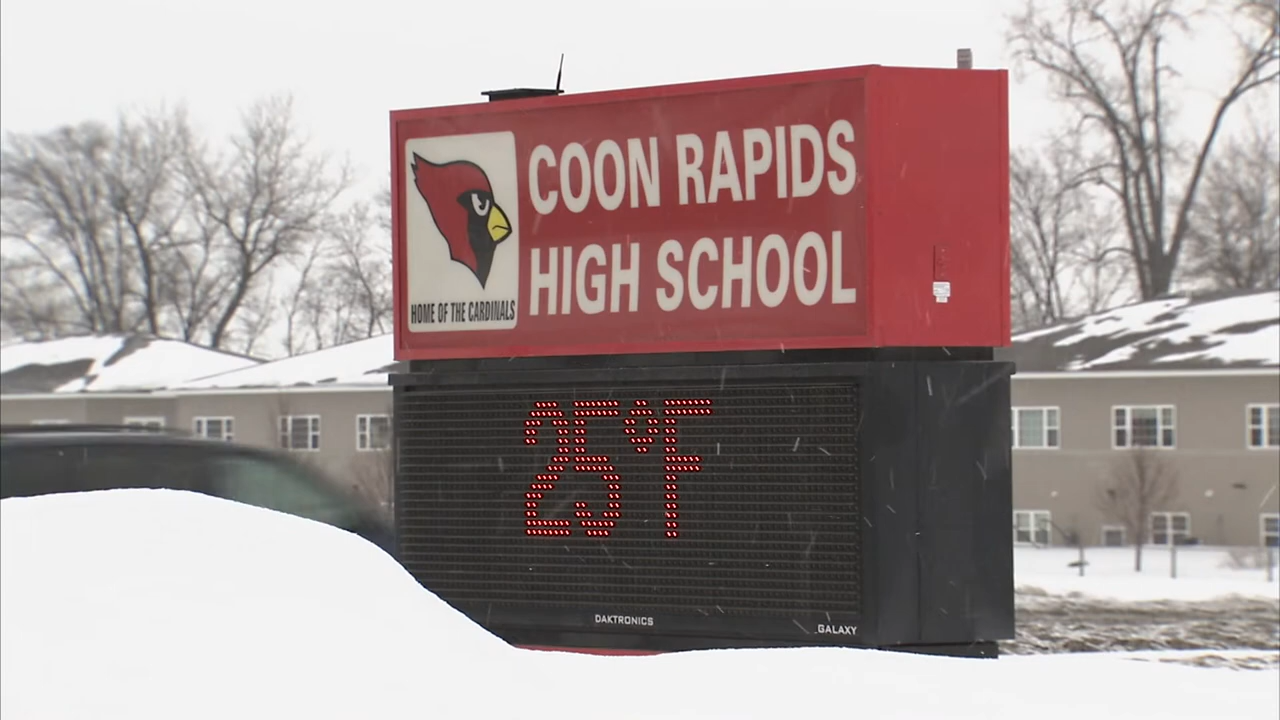 COON RAPIDS
HIGH SCHOOL
HOME OF THE CARDINALS
25°F
DAKTRONICS
GALAXY